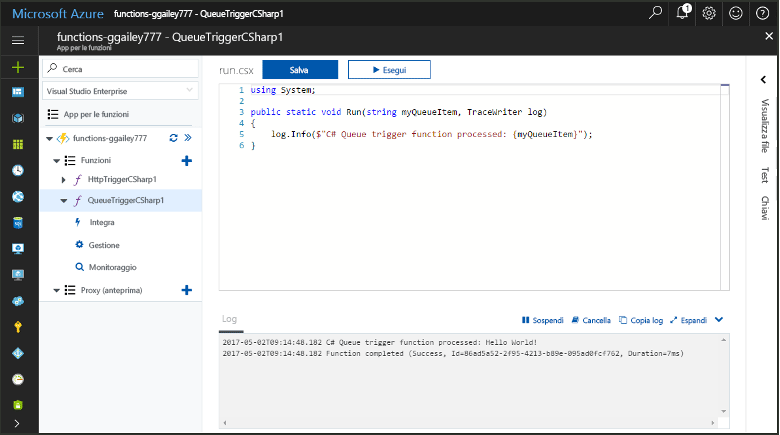 Microsoft Azure functions-ggailey777 - QueueTriggerCSharp1
1
functions-ggailey777 - QueueTriggerCSharp1
App per le funzioni
Cerca
Visual Studio Enterprise
App per le funzioni
functions-ggailey777
Funzioni
HttpTriggerCSharp1
QueueTriggerCSharp1
Integra
Gestione
Monitoraggio
Proxy (anteprima)
run.csx
Salva
Esegui
1 using System;
2
3 public static void Run(string myQueueItem, TraceWriter log)
4 {
5 log.Info($"C# Queue trigger function processed: {myQueueItem}");
6 }
Log
Sospendi Cancella Copia log Espandi
2017-05-02T09:14:48.182 C# Queue trigger function processed: Hello World!
2017-05-02T09:14:48.182 Function completed (Success, Id=86ad5a52-2f95-4213-b89e-095ad0fcf762, Duration=7ms)
Visualizza file
Test
Chiavi